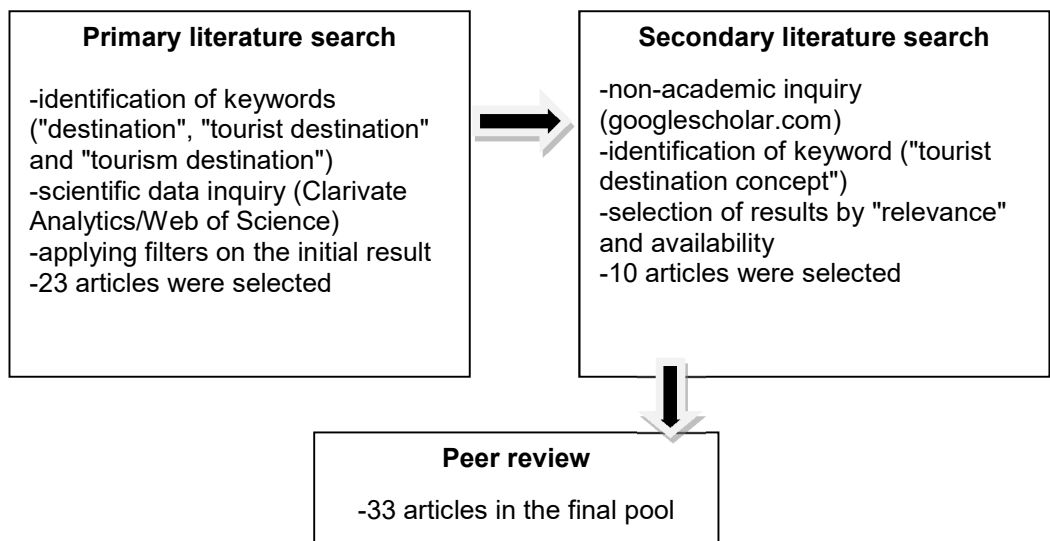 Primary literature search
-identification of keywords
("destination", "tourist destination"
and "tourism destination")
-scientific data inquiry (Clarivate
Analytics/Web of Science)
-applying filters on the initial result
-23 articles were selected
Secondary literature search
-non-academic inquiry
(googlescholar.com)
-identification of keyword ("tourist
destination concept")
-selection of results by "relevance"
and availability
-10 articles were selected
Peer review
-33 articles in the final pool